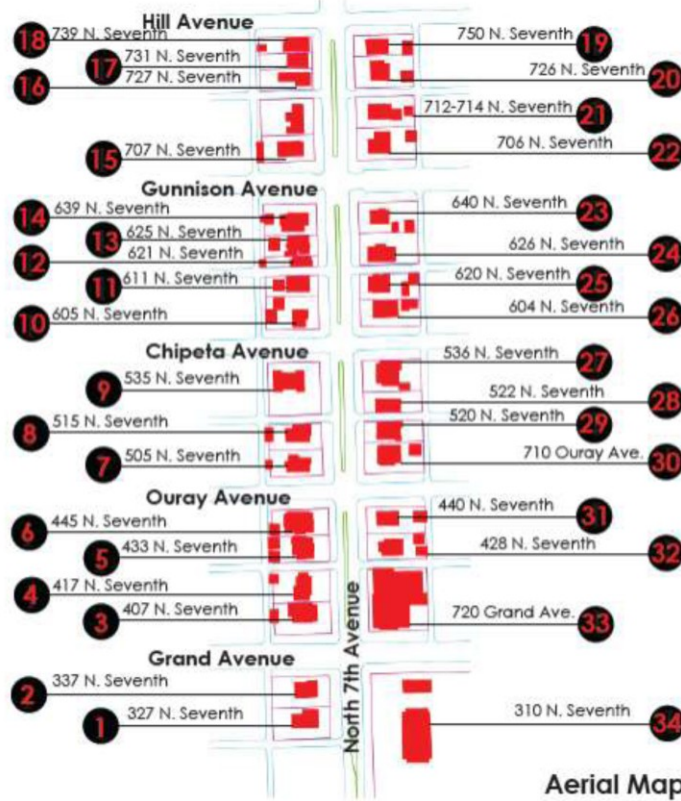 Hill Avenue
18 739 N. Seventh
750 N. Seventh 19
17 731 N. Seventh
726 N. Seventh 20
16 727 N. Seventh
712-714 N. Seventh 21
15 707 N. Seventh
706 N. Seventh 22
Gunnison Avenue
14 639 N. Seventh
640 N. Seventh 23
13 625 N. Seventh
626 N. Seventh 24
12 621 N. Seventh
11 611 N. Seventh
620 N. Seventh 25
10 605 N. Seventh
604 N. Seventh 26
Chipeta Avenue
9 535 N. Seventh
536 N. Seventh 27
522 N. Seventh 28
8 515 N. Seventh
520 N. Seventh 29
7 505 N. Seventh
710 Ouray Ave. 30
Ouray Avenue
6 445 N. Seventh
440 N. Seventh 31
5 433 N. Seventh
428 N. Seventh 32
4 417 N. Seventh
3 407 N. Seventh
720 Grand Ave. 33
North 7th Avenue
Grand Avenue
2 337 N. Seventh
1 327 N. Seventh
310 N. Seventh 34
Aerial Map